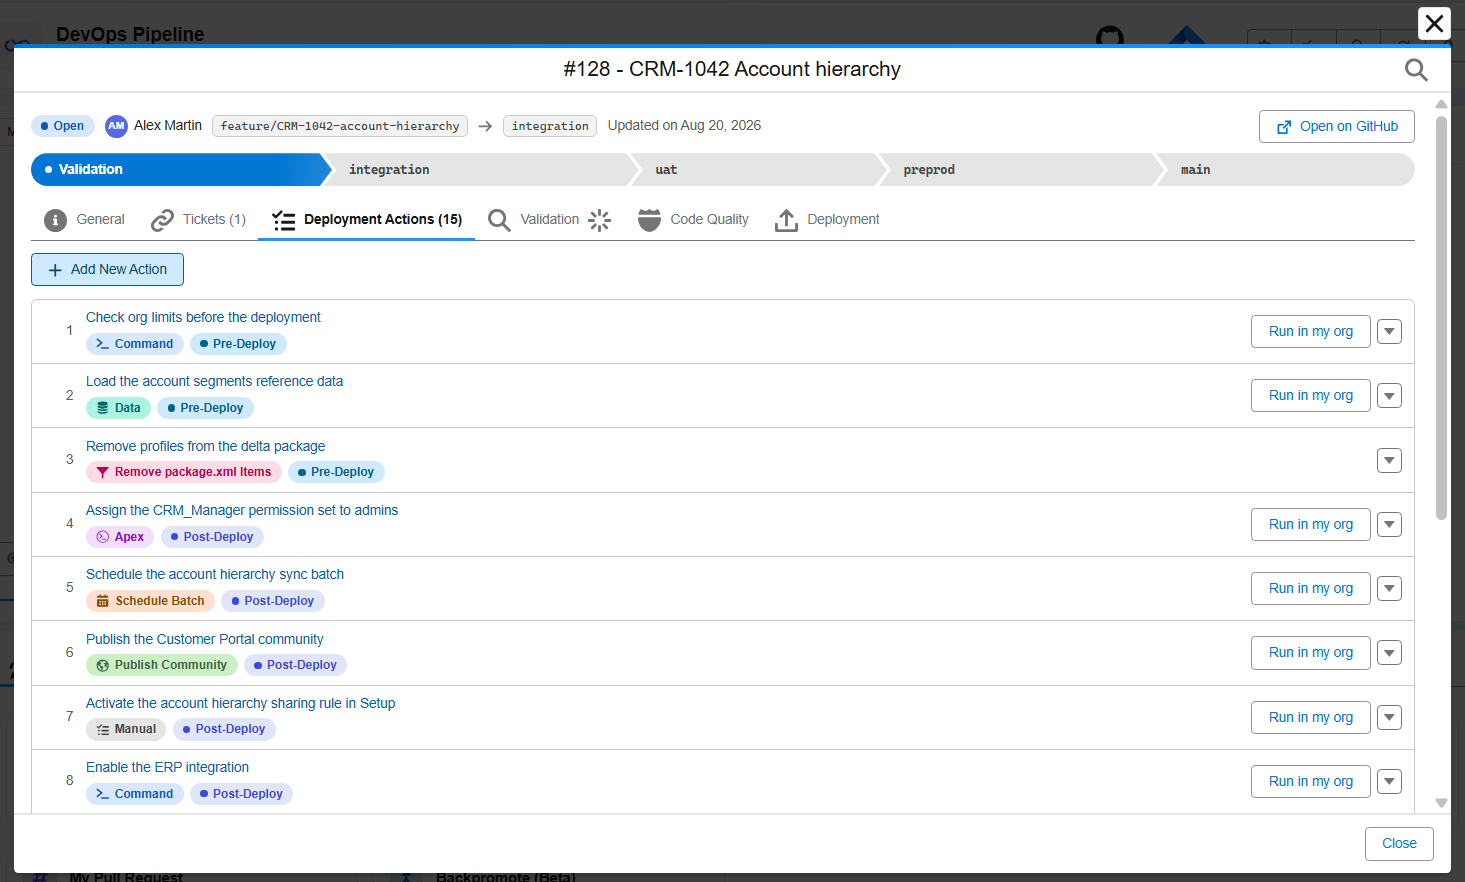 DevOps Pipeline
#128 - CRM-1042 Account hierarchy
Open AM Alex Martin feature/CRM-1042-account-hierarchy → integration Updated on Aug 20, 2026 Open on GitHub
Validation integration uat preprod main
General Tickets (1) Deployment Actions (15) Validation Code Quality Deployment
+ Add New Action
Check org limits before the deployment
1 Run in my org
Command Pre-Deploy
Load the account segments reference data
2 Run in my org
Data Pre-Deploy
Remove profiles from the delta package
3
Remove package.xml Items Pre-Deploy
Assign the CRM_Manager permission set to admins
4 Run in my org
Apex Post-Deploy
Schedule the account hierarchy sync batch
5 Run in my org
Schedule Batch Post-Deploy
Publish the Customer Portal community
6 Run in my org
Publish Community Post-Deploy
Activate the account hierarchy sharing rule in Setup
7 Run in my org
Manual Post-Deploy
Enable the ERP integration
8 Run in my org
Command Post-Deploy
Close
My Pull Request Backpromote (Beta)